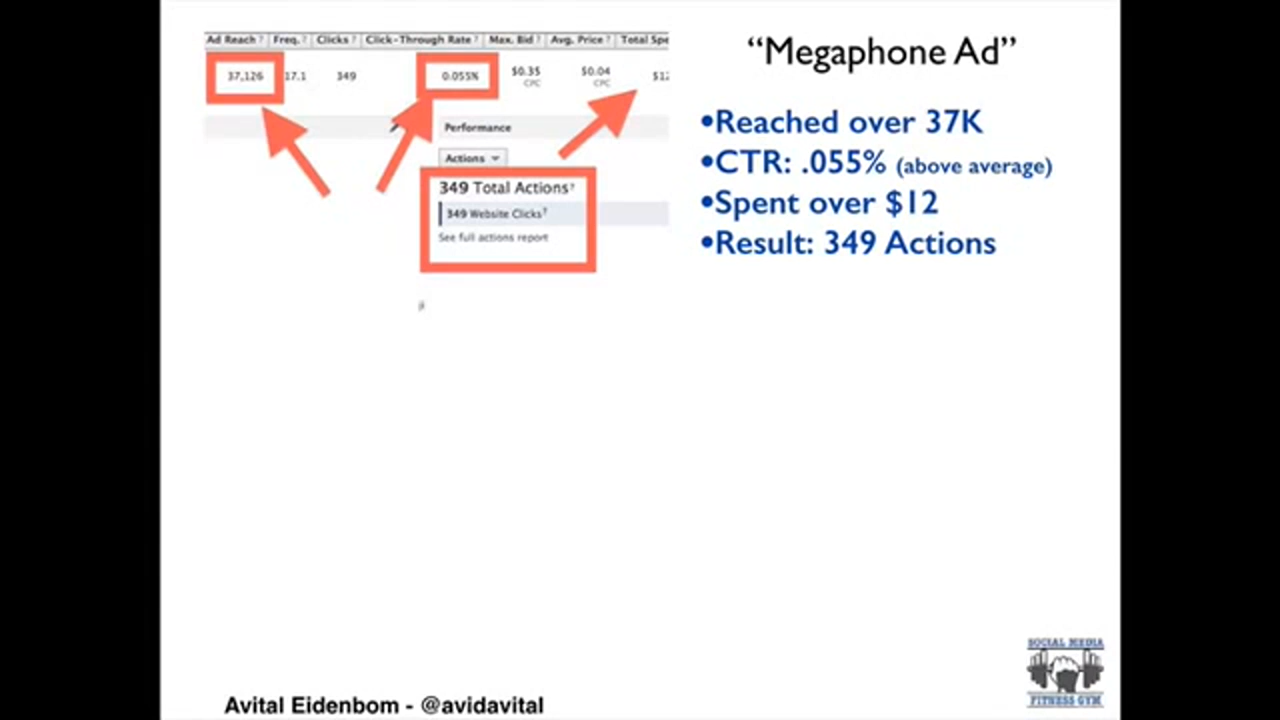 Ad Reach ? Freq. ? Clicks ? Click-Through Rate ? Max. Bid ? Avg. Price ? Total Spe
37,126 17.1 349 0.055% $0.35 $0.04 $12
CPC CPC
Performance
Actions
349 Total Actions?
349 Website Clicks?
See full actions report
“Megaphone Ad”
•Reached over 37K
•CTR: .055% (above average)
•Spent over $12
•Result: 349 Actions
SOCIAL MEDIA
FITNESS GYM
Avital Eidenbom - @avidavital